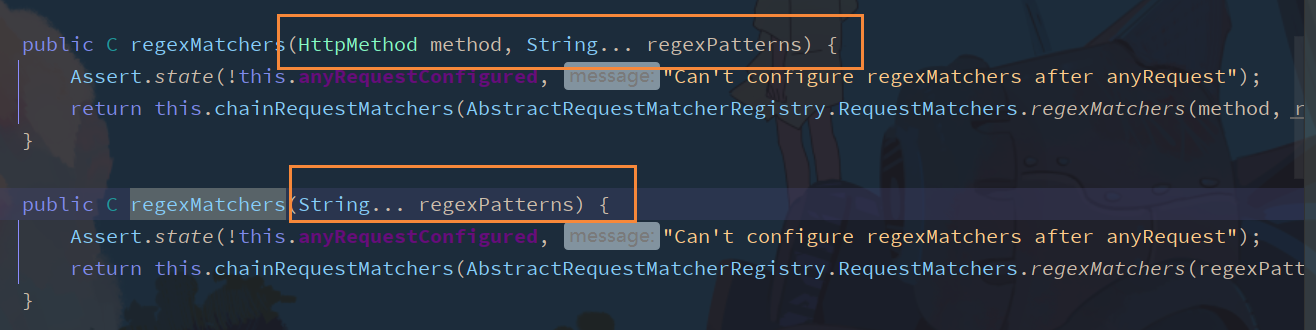 public C regexMatchers(HttpMethod method, String... regexPatterns) {
Assert.state(!this.anyRequestConfigured, message: "Can't configure regexMatchers after anyRequest");
return this.chainRequestMatchers(AbstractRequestMatcherRegistry.RequestMatchers.regexMatchers(method, r
}
public C regexMatchers(String... regexPatterns) {
Assert.state(!this.anyRequestConfigured, message: "Can't configure regexMatchers after anyRequest");
return this.chainRequestMatchers(AbstractRequestMatcherRegistry.RequestMatchers.regexMatchers(regexPatt
}